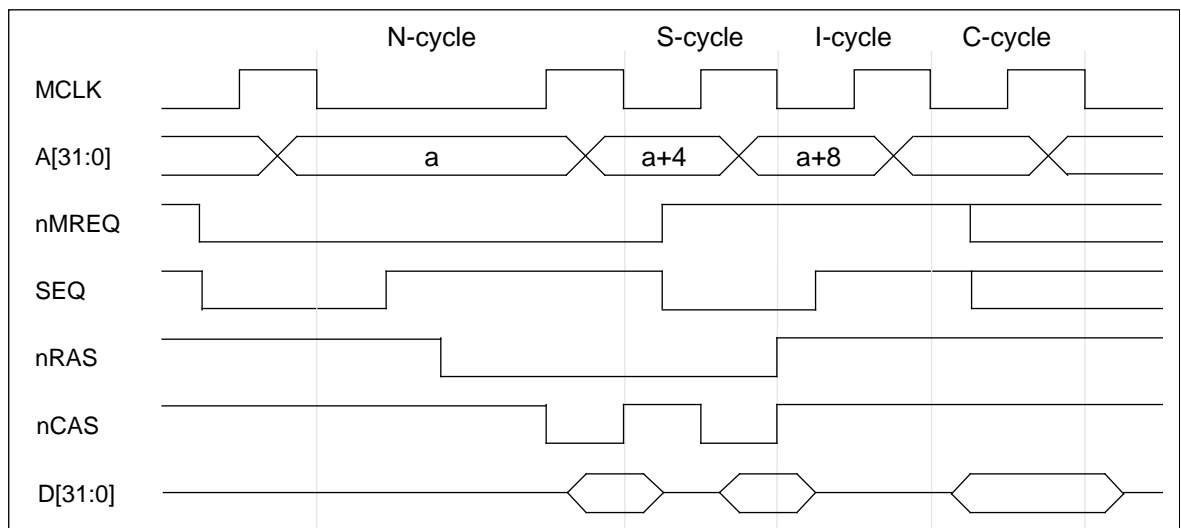 N-cycle S-cycle I-cycle C-cycle
MCLK
A[31:0] a a+4 a+8
nMREQ
SEQ
nRAS
nCAS
D[31:0]